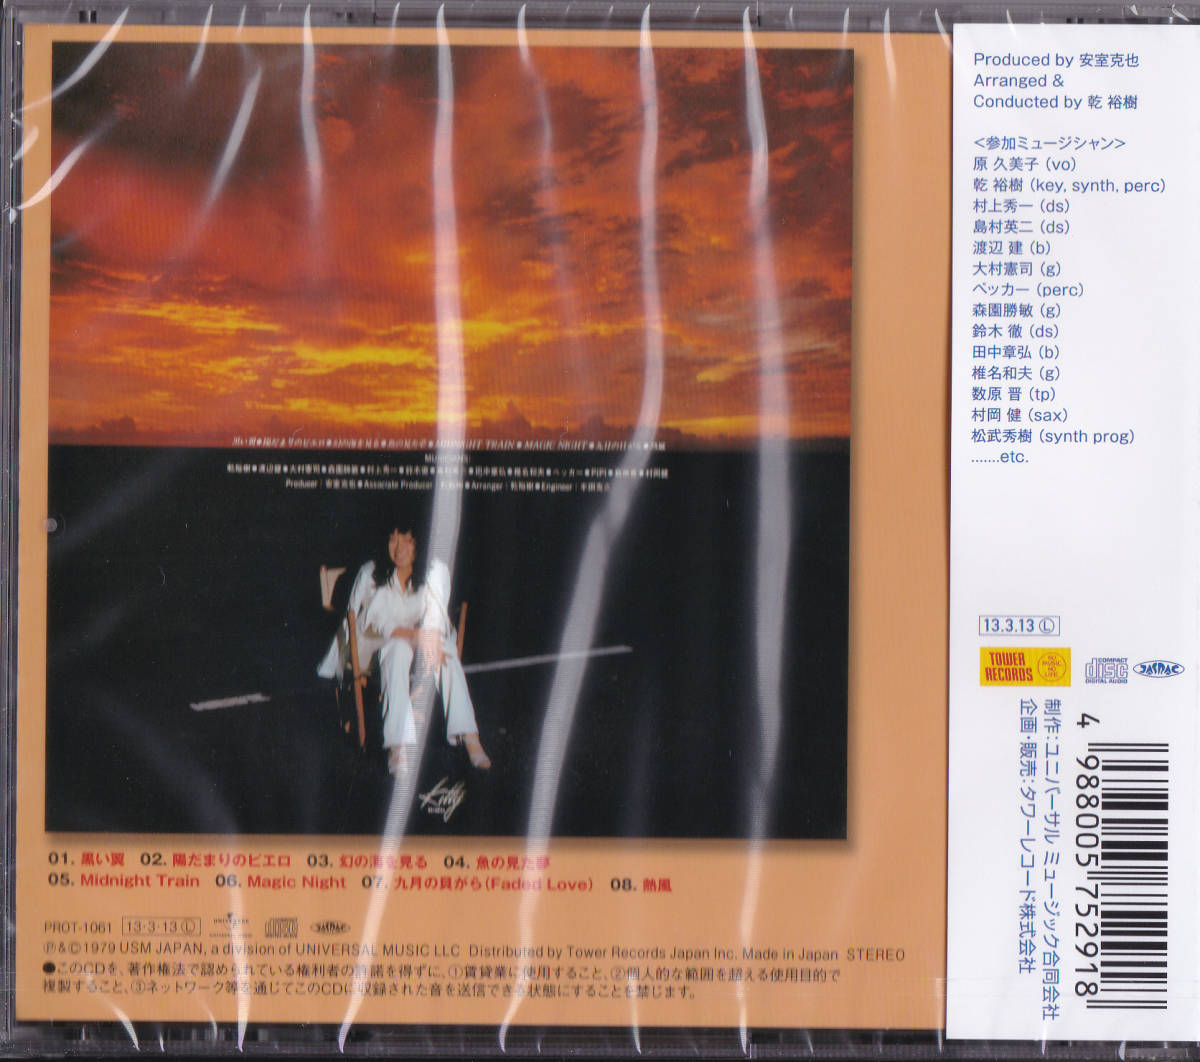 Produced by 安室克也
Arranged &
Conducted by 乾 裕樹
<参加ミュージシャン>
原 久美子 (vo)
乾 裕樹 (key, synth, perc)
村上秀一 (ds)
島村英二 (ds)
渡辺 建 (b)
大村憲司 (g)
ペッカー (perc)
森園勝敏 (g)
鈴木 徹 (ds)
田中章弘 (b)
椎名和夫 (g)
数原 晋 (tp)
村岡 健 (sax)
松武秀樹 (synth prog)
.......etc.
13.3.13 Ⓛ
TOWER RECORDS
NO MUSIC, NO LIFE.
COMPACT disc DIGITAL AUDIO
JASRAC
制作:ユニバーサル ミュージック合同会社
企画・販売:タワーレコード株式会社
4 988005 752918
MIDNIGHT TRAIN●MAGIC NIGHT
MUSICIANS:
Kitty
01. 黒い翼 02. 陽だまりのピエロ 03. 幻の海を見る 04. 魚の見た夢
05. Midnight Train 06. Magic Night 07. 九月の貝がら(Faded Love) 08. 熱風
PROT-1061 13・3・13 Ⓛ
℗&©1979 USM JAPAN, a division of UNIVERSAL MUSIC LLC Distributed by Tower Records Japan Inc. Made in Japan STEREO
●このCDを、著作権法で認められている権利者の許諾を得ずに、①賃貸業に使用すること、②個人的な範囲を超える使用目的で
複製すること、③ネットワーク等を通じてこのCDに収録された音を送信できる状態にすることを禁じます。